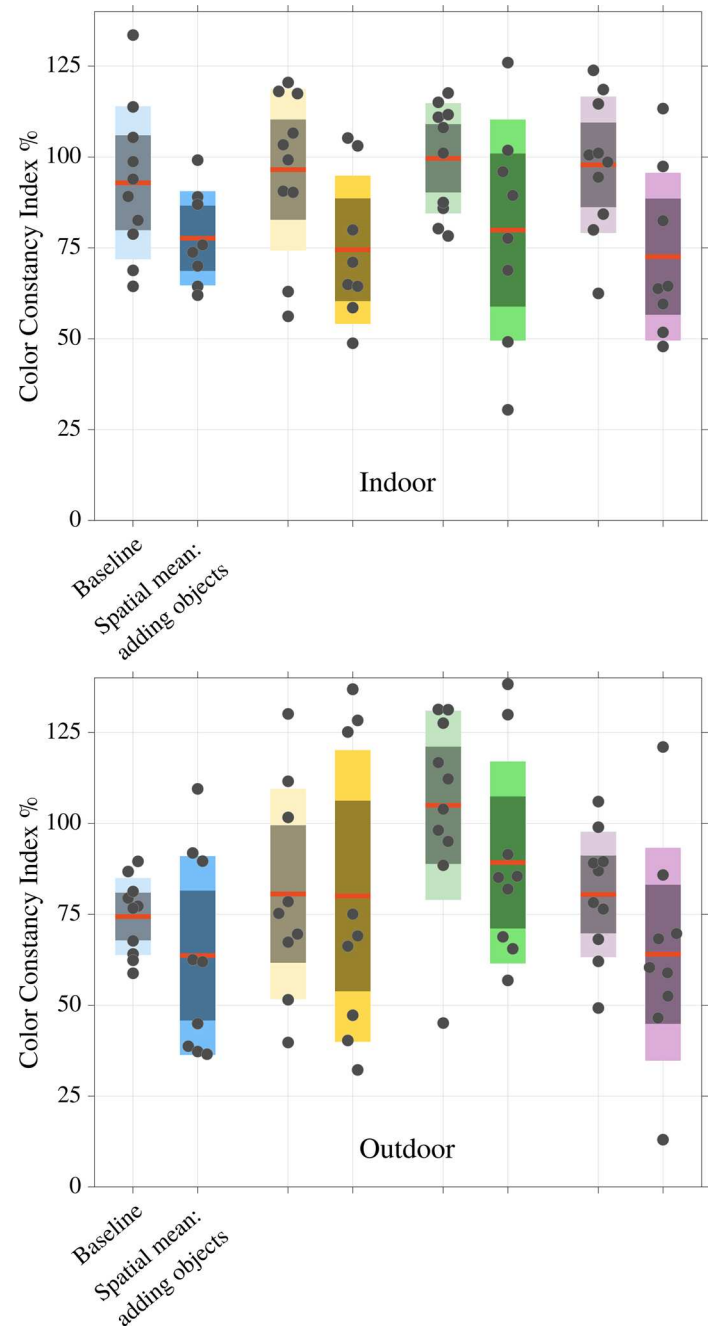 Color Constancy Index %
125
100
75
50
25
0
Indoor
Baseline
Spatial mean:
adding objects
Color Constancy Index %
125
100
75
50
25
0
Outdoor
Baseline
Spatial mean:
adding objects